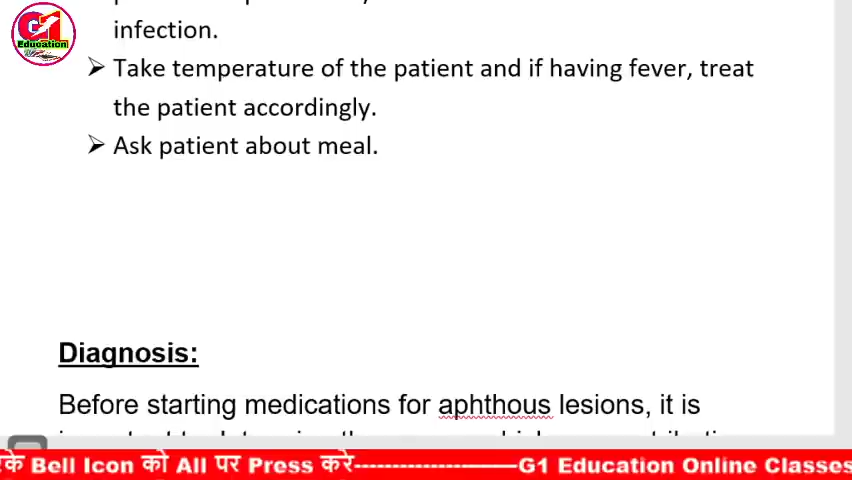 G1
Education
infection.
➢ Take temperature of the patient and if having fever, treat
the patient accordingly.
➢ Ask patient about meal.
Diagnosis:
Before starting medications for aphthous lesions, it is
के Bell Icon को All पर Press करे--------------------G1 Education Online Classes